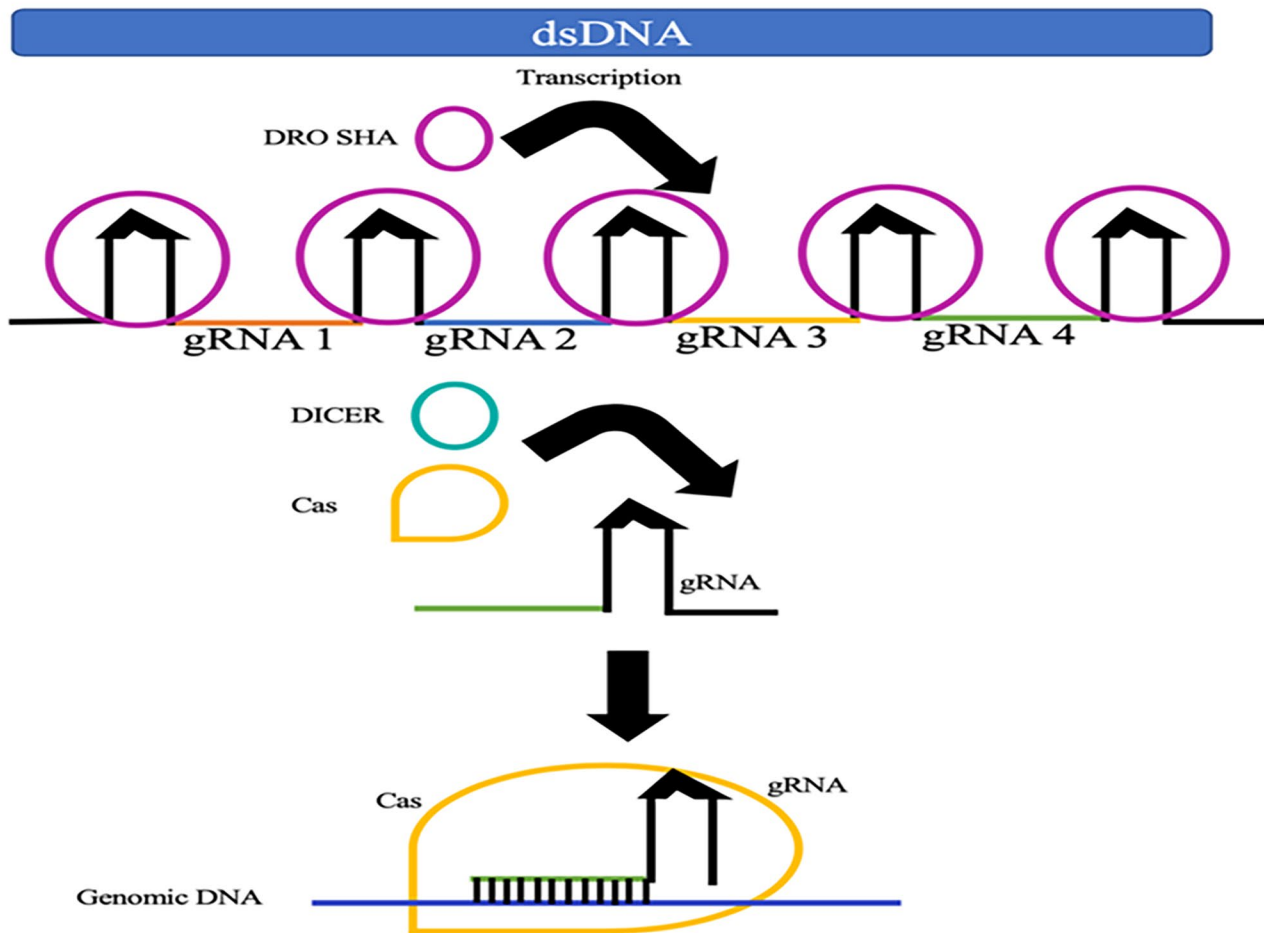 dsDNA
Transcription
DRO SHA
gRNA 1
gRNA 2
gRNA 3
gRNA 4
DICER
Cas
gRNA
Cas
gRNA
Genomic DNA